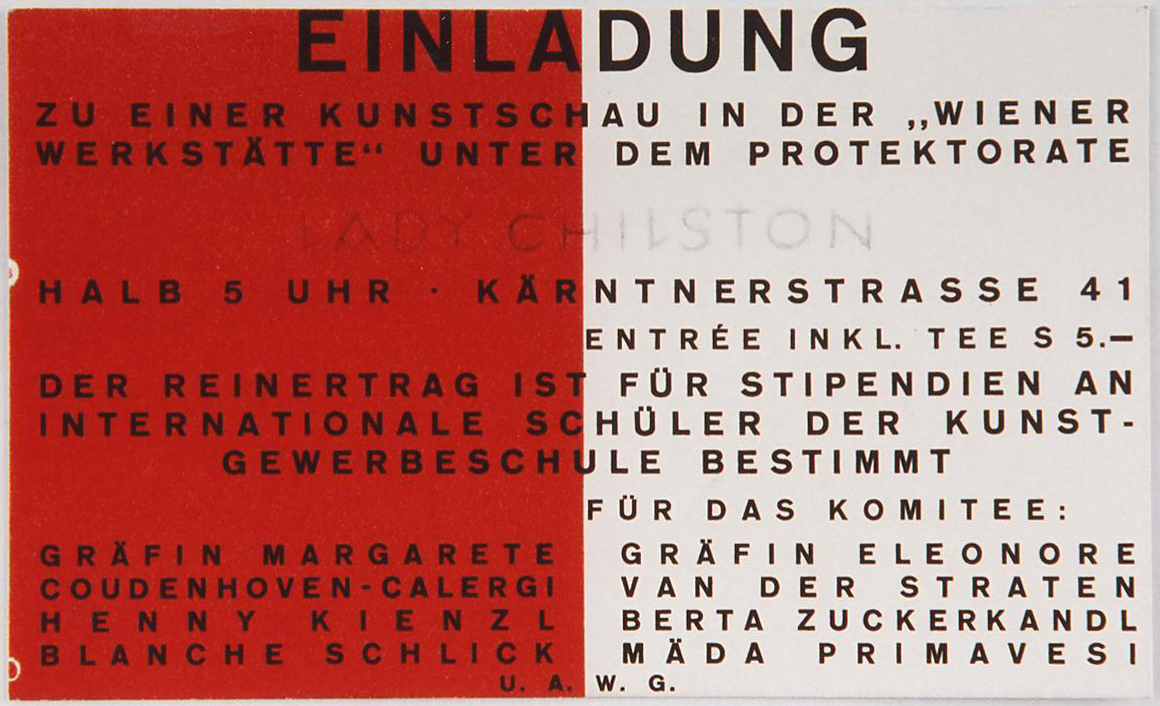 EINLADUNG
ZU EINER KUNSTSCHAU IN DER „WIENER
WERKSTÄTTE“ UNTER DEM PROTEKTORATE
LADY CHILSTON
HALB 5 UHR · KÄRNTNERSTRASSE 41
ENTRÉE INKL. TEE S 5.—
DER REINERTRAG IST FÜR STIPENDIEN AN
INTERNATIONALE SCHÜLER DER KUNST-
GEWERBESCHULE BESTIMMT
FÜR DAS KOMITEE:
GRÄFIN MARGARETE
COUDENHOVEN-CALERGI
HENNY KIENZL
BLANCHE SCHLICK
GRÄFIN ELEONORE
VAN DER STRATEN
BERTA ZUCKERKANDL
MÄDA PRIMAVESI
U. A. W. G.